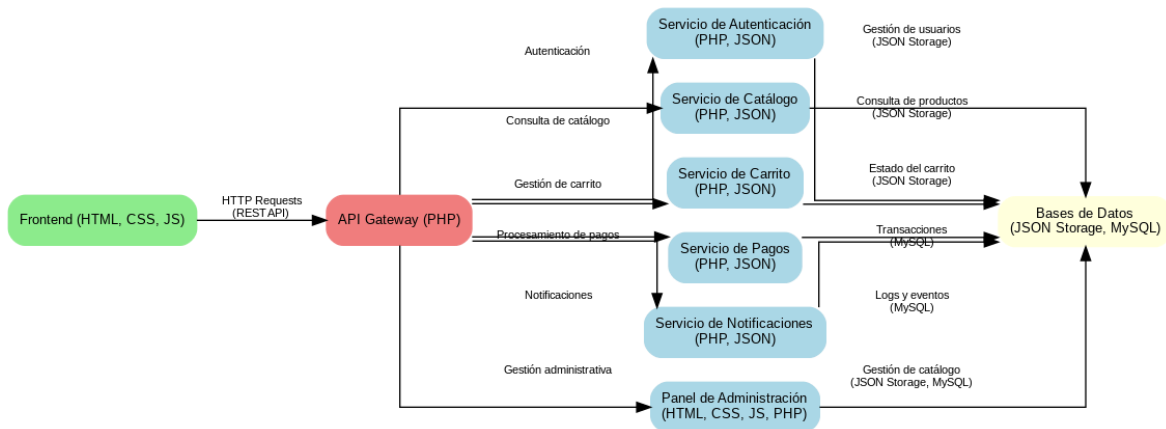 Frontend (HTML, CSS, JS)
HTTP Requests
(REST API)
API Gateway (PHP)
Autenticación
Consulta de catálogo
Gestión de carrito
Procesamiento de pagos
Notificaciones
Gestión administrativa
Servicio de Autenticación
(PHP, JSON)
Servicio de Catálogo
(PHP, JSON)
Servicio de Carrito
(PHP, JSON)
Servicio de Pagos
(PHP, JSON)
Servicio de Notificaciones
(PHP, JSON)
Panel de Administración
(HTML, CSS, JS, PHP)
Gestión de usuarios
(JSON Storage)
Consulta de productos
(JSON Storage)
Estado del carrito
(JSON Storage)
Transacciones
(MySQL)
Logs y eventos
(MySQL)
Gestión de catálogo
(JSON Storage, MySQL)
Bases de Datos
(JSON Storage, MySQL)